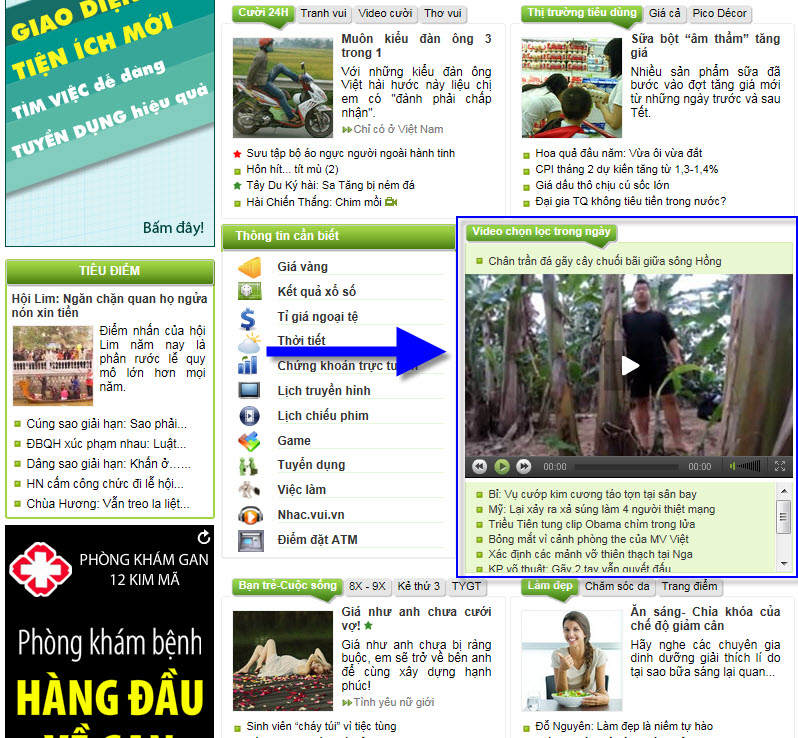 GIAO DIỆN
TIỆN ÍCH MỚI
TÌM VIỆC dễ dàng
TUYỂN DỤNG hiệu quả
Bấm đây!
TIÊU ĐIỂM
Hội Lim: Ngăn chặn quan họ ngửa
nón xin tiền
Điểm nhấn của hội
Lim năm nay là
phần rước lễ quy
mô lớn hơn mọi
năm.
Cúng sao giải hạn: Sao phải...
ĐBQH xúc phạm nhau: Luật...
Dâng sao giải hạn: Khấn ở......
HN cấm công chức đi lễ hội...
Chùa Hương: Vẫn treo la liệt...
PHÒNG KHÁM GAN
12 KIM MÃ
Phòng khám bệnh
HÀNG ĐẦU
VỀ GAN
Cười 24H Tranh vui Video cười Thơ vui
Muôn kiểu đàn ông 3
trong 1
Với những kiểu đàn ông
Việt hài hước này liệu chị
em có "đành phải chấp
nhận".
Chỉ có ở Việt Nam
Sưu tập bộ áo ngực người ngoài hành tinh
Hôn hít... tít mù (2)
Tây Du Ký hài: Sa Tăng bị ném đá
Hài Chiến Thắng: Chim mồi
Thị trường tiêu dùng Giá cả Pico Décor
Sữa bột “âm thầm” tăng
giá
Nhiều sản phẩm sữa đã
bước vào đợt tăng giá mới
từ những ngày trước và sau
Tết.
Hoa quả đầu năm: Vừa ôi vừa đắt
CPI tháng 2 dự kiến tăng từ 1,3-1,4%
Giá dầu thô chịu cú sốc lớn
Đại gia TQ không tiêu tiền trong nước?
Thông tin cần biết
Giá vàng
Kết quả xổ số
Tỉ giá ngoại tệ
Thời tiết
Chứng khoán trực
Lịch truyền hình
Lịch chiếu phim
Game
Tuyển dụng
Việc làm
Nhac.vui.vn
Điểm đặt ATM
Video chọn lọc trong ngày
Chân trần đá gãy cây chuối bãi giữa sông Hồng
00:00 00:00
Bỉ: Vụ cướp kim cương táo tợn tại sân bay
Mỹ: Lại xảy ra xả súng làm 4 người thiệt mạng
Triều Tiên tung clip Obama chìm trong lửa
Bỏng mắt vì cảnh phòng the của MV Việt
Xác định các mảnh vỡ thiên thạch tại Nga
KP võ thuật: Gãy 2 tay vẫn quyết đấu
Bạn trẻ-Cuộc sống 8X - 9X Kẻ thứ 3 TYGT
Giá như anh chưa cưới
vợ!
Giá như anh chưa bị ràng
buộc, em sẽ trở về bên anh
để cùng xây dựng hạnh
phúc!
Tình yêu nữ giới
Sinh viên “cháy túi” vì tiệc tùng
Làm đẹp Chăm sóc da Trang điểm
Ăn sáng- Chìa khóa của
chế độ giảm cân
Hãy nghe các chuyên gia
dinh dưỡng giải thích lí do
tại sao bữa sáng lại quan...
Đỗ Nguyên: Làm đẹp là niềm tự hào